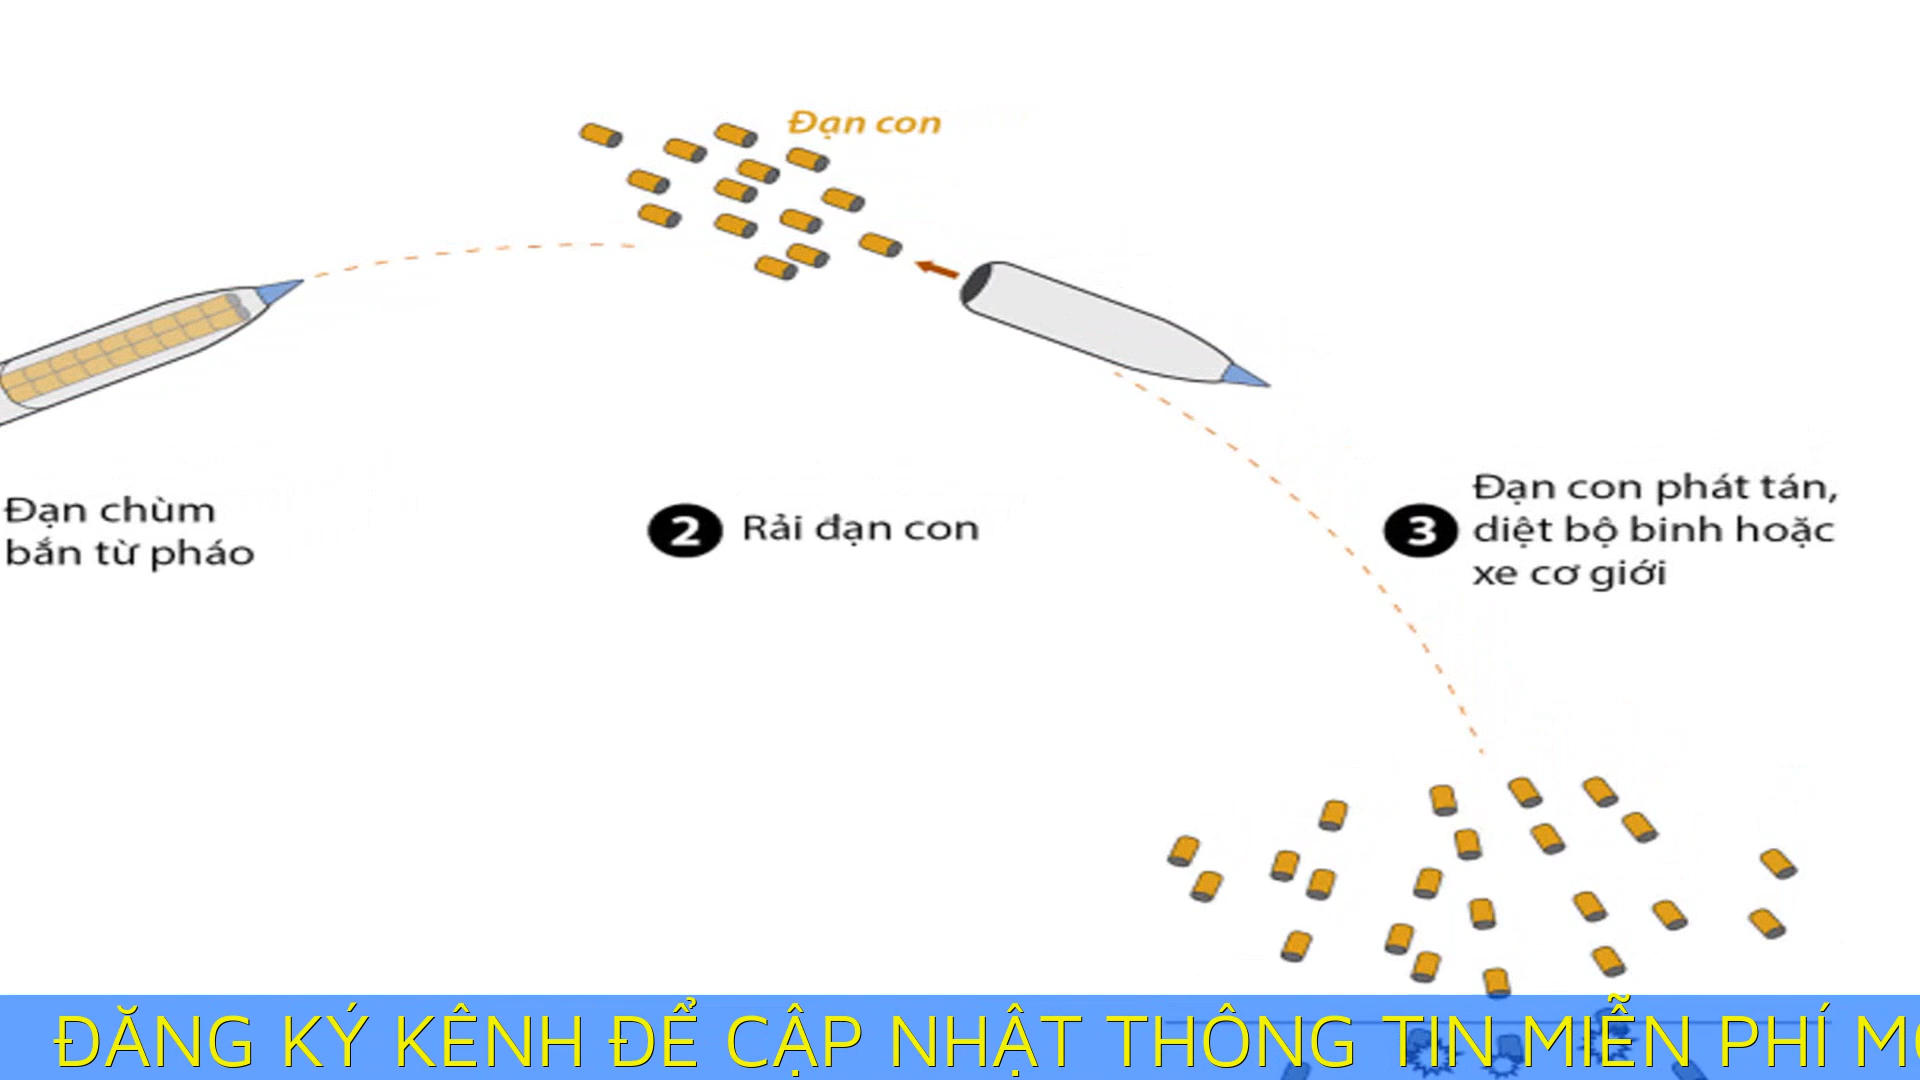 Đạn con
Đạn chùm
bắn từ pháo
2 Rải đạn con
3 Đạn con phát tán,
diệt bộ binh hoặc
xe cơ giới
ĐĂNG KÝ KÊNH ĐỂ CẬP NHẬT THÔNG TIN MIỄN PHÍ